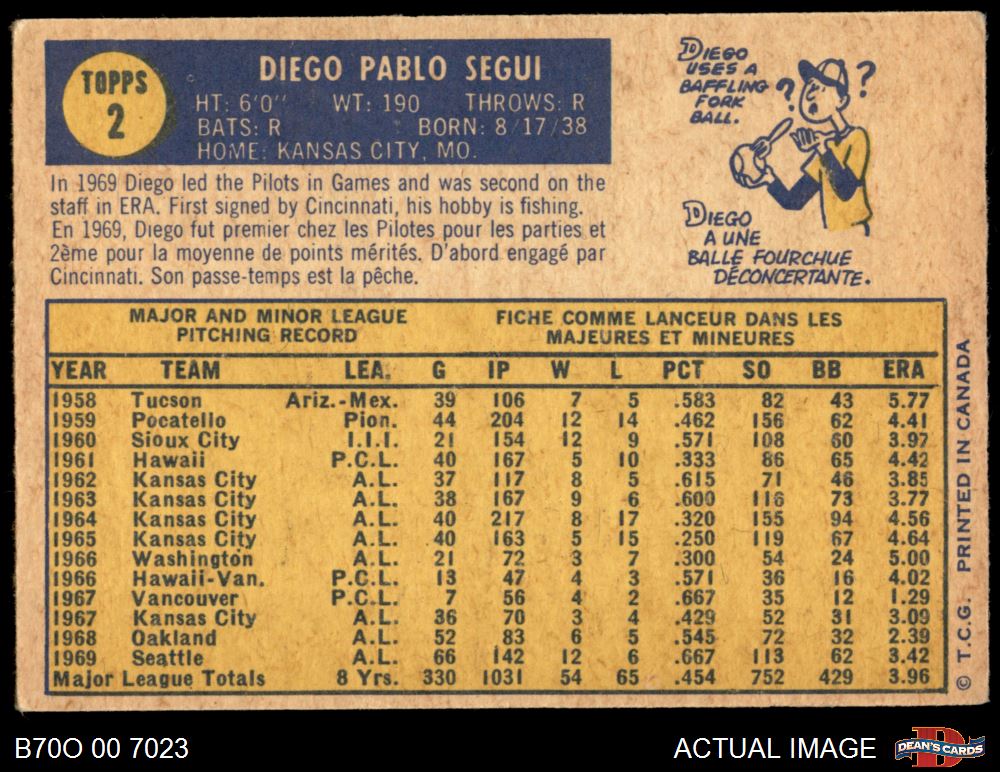 TOPPS
2
DIEGO PABLO SEGUI
HT: 6'0" WT: 190 THROWS: R
BATS: R BORN: 8/17/38
HOME: KANSAS CITY, MO.
DIEGO
USES A
BAFFLING
FORK
BALL.
? ?
DIEGO
A UNE
BALLE FOURCHUE
DÉCONCERTANTE.
In 1969 Diego led the Pilots in Games and was second on the
staff in ERA. First signed by Cincinnati, his hobby is fishing.
En 1969, Diego fut premier chez les Pilotes pour les parties et
2ème pour la moyenne de points mérités. D'abord engagé par
Cincinnati. Son passe-temps est la pêche.
MAJOR AND MINOR LEAGUE
PITCHING RECORD
FICHE COMME LANCEUR DANS LES
MAJEURES ET MINEURES
YEAR TEAM LEA. G IP W L PCT SO BB ERA
1958 Tucson Ariz.-Mex. 39 106 7 5 .583 82 43 5.77
1959 Pocatello Pion. 44 204 12 14 .462 156 62 4.41
1960 Sioux City I.I.I. 21 154 12 9 .571 108 60 3.97
1961 Hawaii P.C.L. 40 167 5 10 .333 86 65 4.42
1962 Kansas City A.L. 37 117 8 5 .615 71 46 3.85
1963 Kansas City A.L. 38 167 9 6 .600 116 73 3.77
1964 Kansas City A.L. 40 217 8 17 .320 155 94 4.56
1965 Kansas City A.L. 40 163 5 15 .250 119 67 4.64
1966 Washington A.L. 21 72 3 7 .300 54 24 5.00
1966 Hawaii-Van. P.C.L. 13 47 4 3 .571 36 16 4.02
1967 Vancouver P.C.L. 7 56 4 2 .667 35 12 1.29
1967 Kansas City A.L. 36 70 3 4 .429 52 31 3.09
1968 Oakland A.L. 52 83 6 5 .545 72 32 2.39
1969 Seattle A.L. 66 142 12 6 .667 113 62 3.42
Major League Totals 8 Yrs. 330 1031 54 65 .454 752 429 3.96
© T.C.G. PRINTED IN CANADA
B70O 00 7023
ACTUAL IMAGE
DEAN'S CARDS